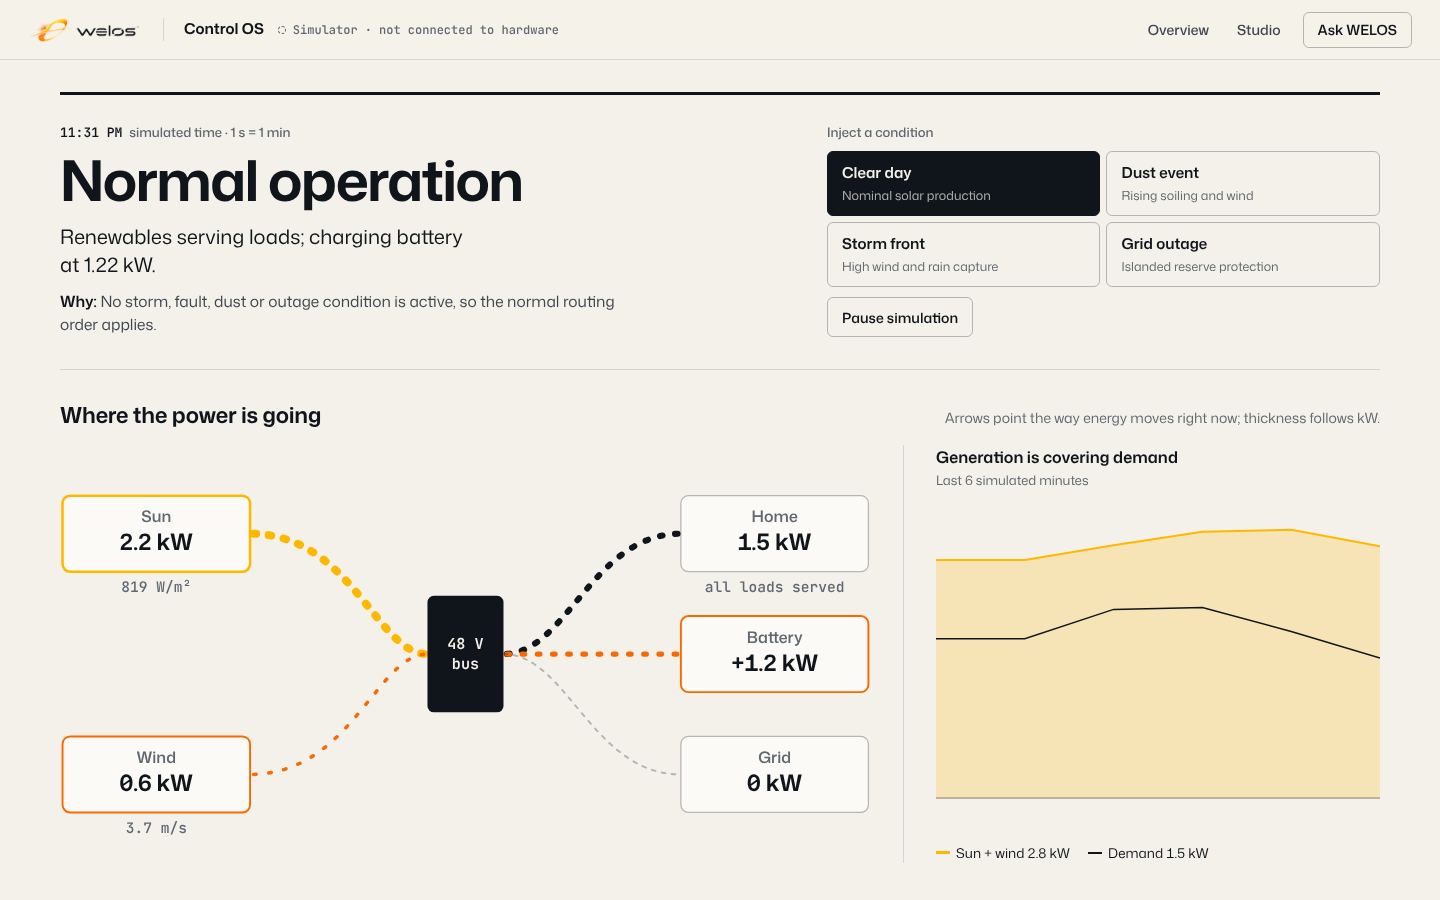 welos
Control OS
Simulator · not connected to hardware
Overview
Studio
Ask WELOS
11:31 PM simulated time · 1 s = 1 min
Normal operation
Renewables serving loads; charging battery
at 1.22 kW.
Why: No storm, fault, dust or outage condition is active, so the normal routing
order applies.
Inject a condition
Clear day
Nominal solar production
Dust event
Rising soiling and wind
Storm front
High wind and rain capture
Grid outage
Islanded reserve protection
Pause simulation
Where the power is going
Arrows point the way energy moves right now; thickness follows kW.
Sun
2.2 kW
819 W/m²
Wind
0.6 kW
3.7 m/s
48 V
bus
Home
1.5 kW
all loads served
Battery
+1.2 kW
Grid
0 kW
Generation is covering demand
Last 6 simulated minutes
Sun + wind 2.8 kW
Demand 1.5 kW